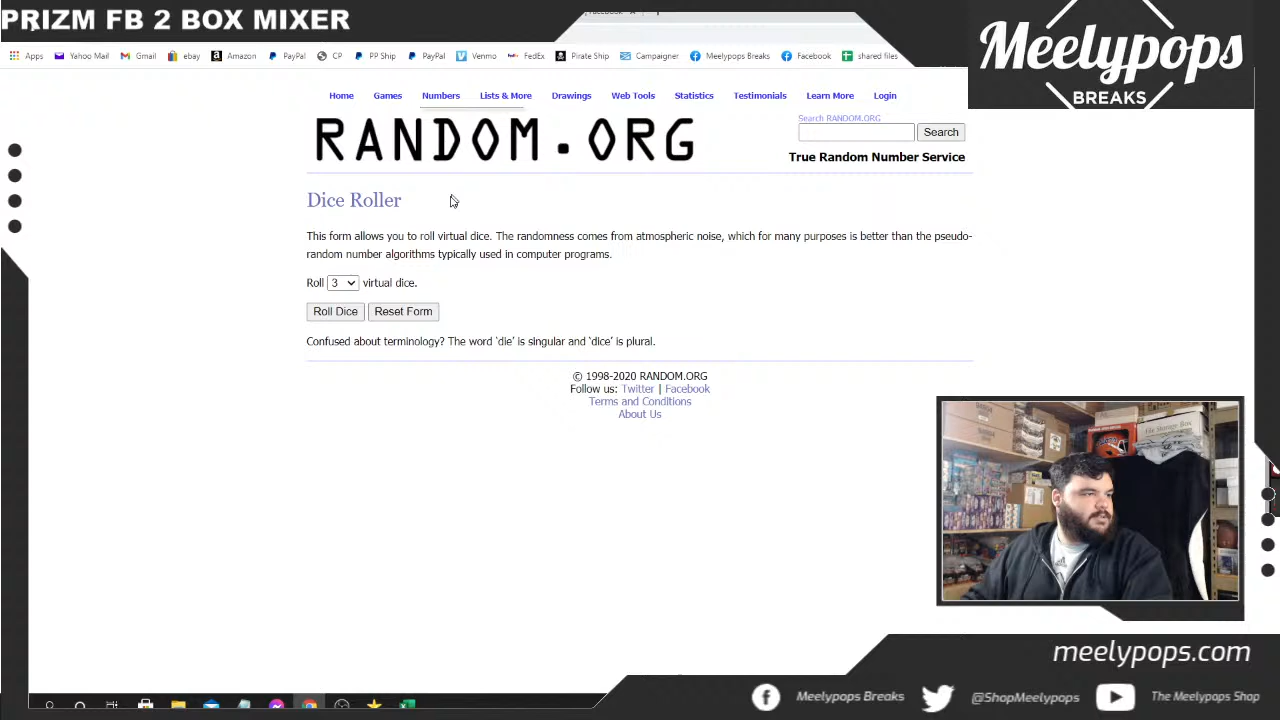 PRIZM FB 2 BOX MIXER
Meelypops
BREAKS
Apps Yahoo Mail Gmail ebay Amazon PayPal CP PP Ship PayPal Venmo FedEx Pirate Ship Campaigner Meelypops Breaks Facebook shared files
Home Games Numbers Lists & More Drawings Web Tools Statistics Testimonials Learn More Login
RANDOM.ORG
Search RANDOM.ORG
Search
True Random Number Service
Dice Roller
This form allows you to roll virtual dice. The randomness comes from atmospheric noise, which for many purposes is better than the pseudo-
random number algorithms typically used in computer programs.
Roll 3 virtual dice.
Roll Dice Reset Form
Confused about terminology? The word ‘die’ is singular and ‘dice’ is plural.
© 1998-2020 RANDOM.ORG
Follow us: Twitter | Facebook
Terms and Conditions
About Us
File Storage Box
meelypops.com
Meelypops Breaks @ShopMeelypops The Meelypops Shop